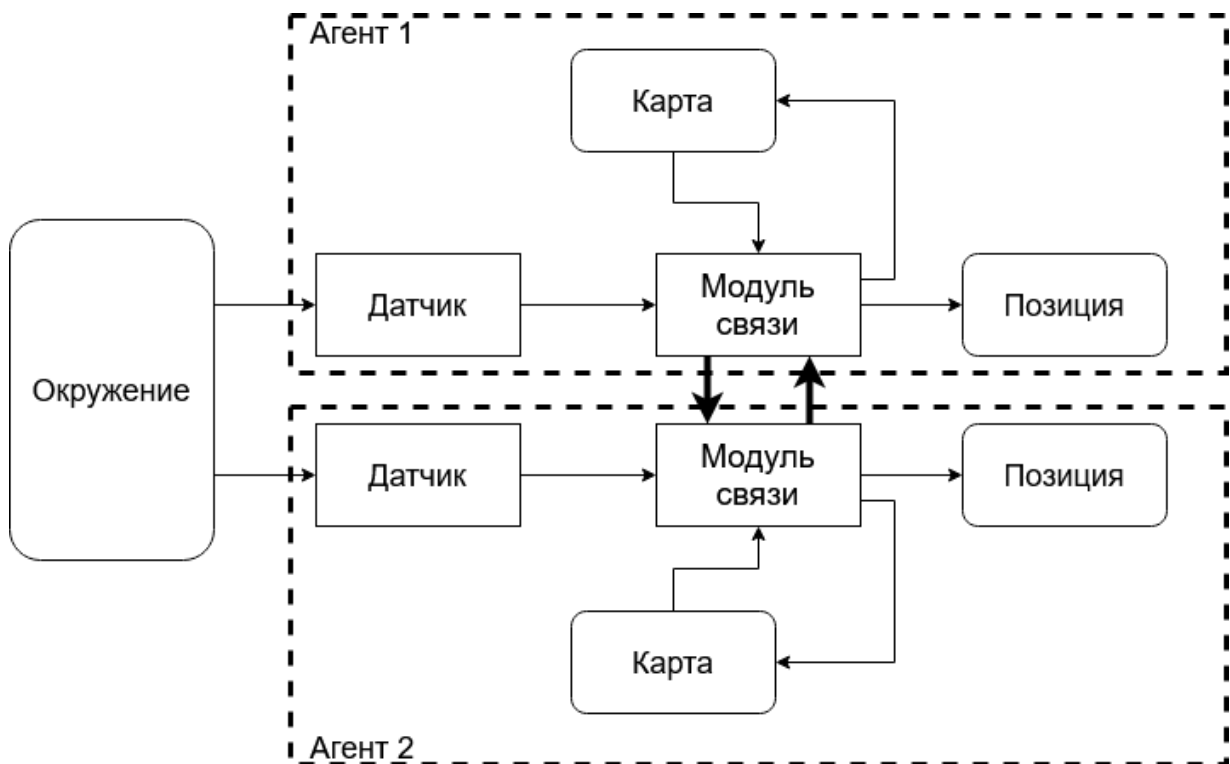 Агент 1
Карта
Датчик
Модуль
связи
Позиция
Окружение
Датчик
Модуль
связи
Позиция
Карта
Агент 2